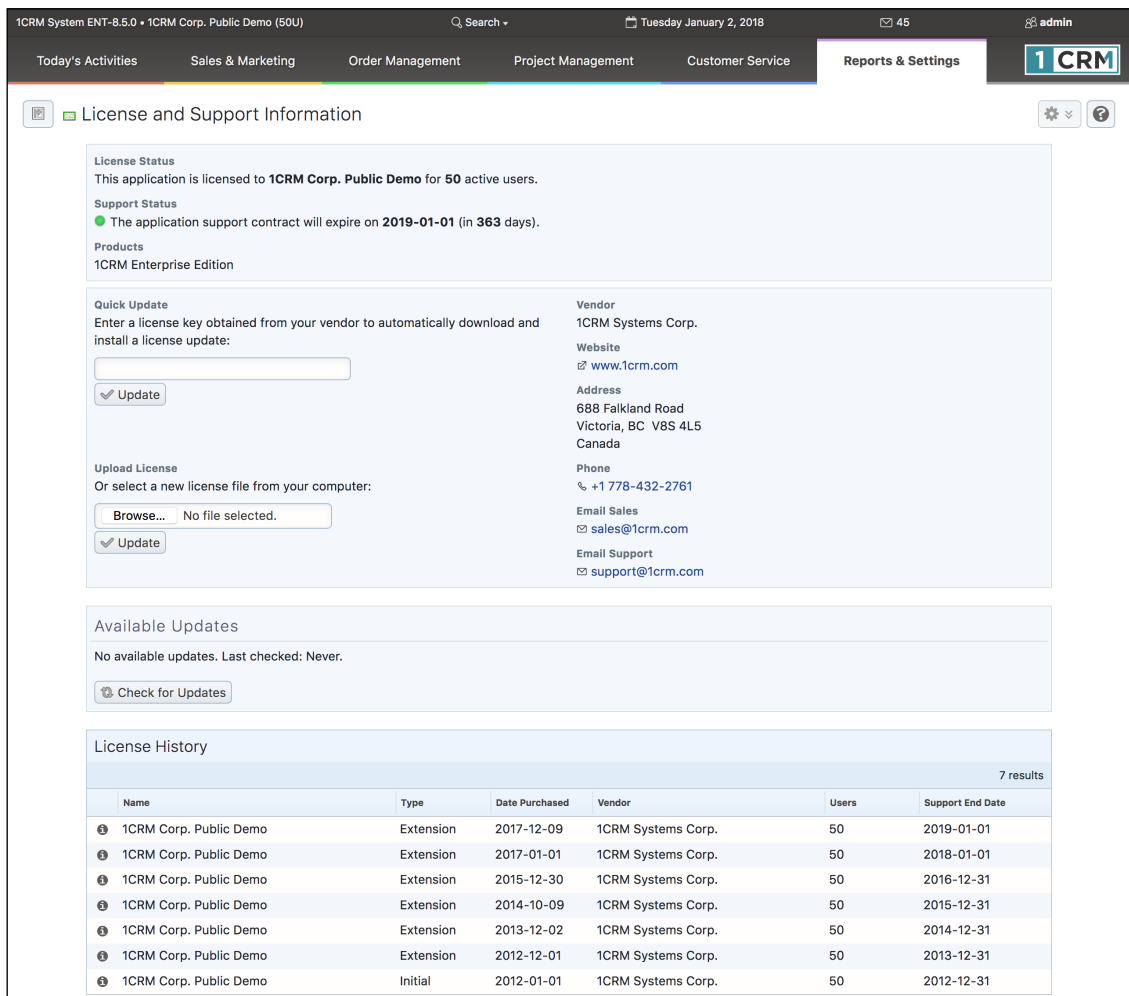 1CRM System ENT-8.5.0 • 1CRM Corp. Public Demo (50U) Search Tuesday January 2, 2018 45 admin
Today's Activities Sales & Marketing Order Management Project Management Customer Service Reports & Settings 1 CRM
License and Support Information
License Status
This application is licensed to 1CRM Corp. Public Demo for 50 active users.
Support Status
The application support contract will expire on 2019-01-01 (in 363 days).
Products
1CRM Enterprise Edition
Quick Update
Enter a license key obtained from your vendor to automatically download and
install a license update:
Update
Upload License
Or select a new license file from your computer:
Browse... No file selected.
Update
Vendor
1CRM Systems Corp.
Website
www.1crm.com
Address
688 Falkland Road
Victoria, BC V8S 4L5
Canada
Phone
+1 778-432-2761
Email Sales
sales@1crm.com
Email Support
support@1crm.com
Available Updates
No available updates. Last checked: Never.
Check for Updates
License History
7 results
Name Type Date Purchased Vendor Users Support End Date
1CRM Corp. Public Demo Extension 2017-12-09 1CRM Systems Corp. 50 2019-01-01
1CRM Corp. Public Demo Extension 2017-01-01 1CRM Systems Corp. 50 2018-01-01
1CRM Corp. Public Demo Extension 2015-12-30 1CRM Systems Corp. 50 2016-12-31
1CRM Corp. Public Demo Extension 2014-10-09 1CRM Systems Corp. 50 2015-12-31
1CRM Corp. Public Demo Extension 2013-12-02 1CRM Systems Corp. 50 2014-12-31
1CRM Corp. Public Demo Extension 2012-12-01 1CRM Systems Corp. 50 2013-12-31
1CRM Corp. Public Demo Initial 2012-01-01 1CRM Systems Corp. 50 2012-12-31